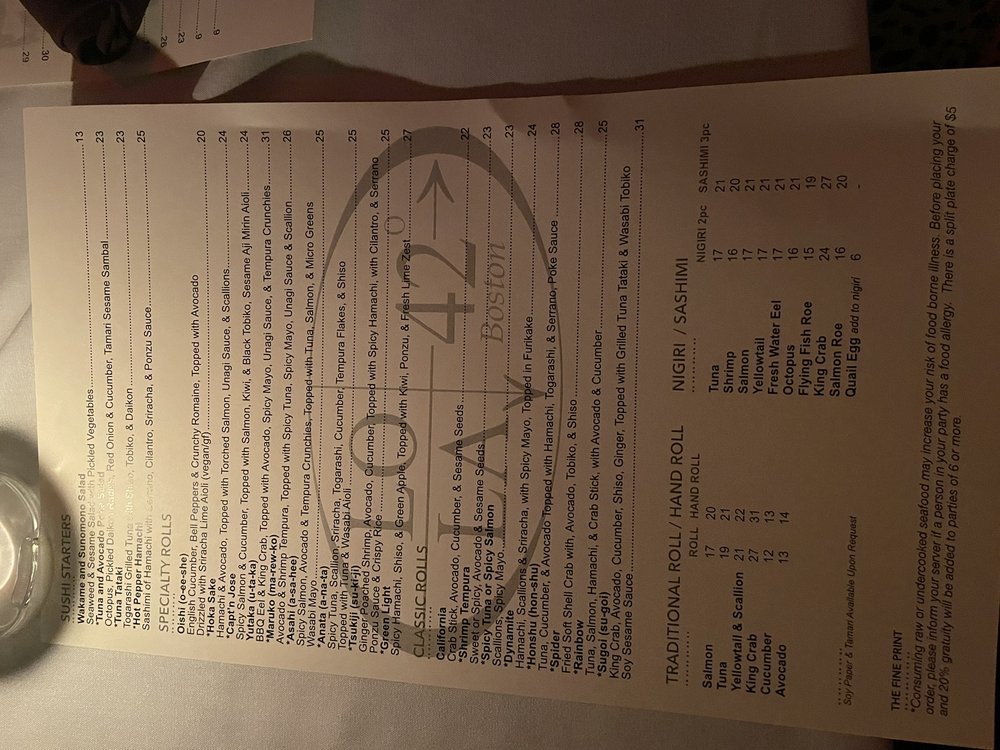 SUSHI STARTERS
Wakame and Sunomono Salad
Seaweed & Sesame Salad with Pickled Vegetables 13
Tuna and Avocado Poke Salad
Octopus, Pickled Daikon Radish, Red Onion & Cucumber, Tamari Sesame Sambal 23
*Tuna Tataki
Togarashi Grilled Tuna with Shiso, Tobiko, & Daikon 23
*Hot Pepper Hamachi
Sashimi of Hamachi with Serrano, Cilantro, Sriracha, & Ponzu Sauce 25
SPECIALTY ROLLS
Oishi (o-ee-she)
English Cucumber, Bell Peppers & Crunchy Romaine, Topped with Avocado
Drizzled with Sriracha Lime Aioli (vegan/gf) 20
*Hoka Sake
Hamachi & Avocado, Topped with Torched Salmon, Unagi Sauce, & Scallions 24
*Capt'n Jose
Spicy Salmon & Cucumber, Topped with Salmon, Kiwi, & Black Tobiko, Sesame Aji Mirin Aioli 24
Yutaka (u-ta-ka)
BBQ Eel & King Crab, Topped with Avocado, Spicy Mayo, Unagi Sauce, & Tempura Crunchies 31
*Maruko (ma-rew-ko)
Avocado & Shrimp Tempura, Topped with Spicy Tuna, Spicy Mayo, Unagi Sauce & Scallion 26
*Asahi (a-sa-hee)
Spicy Salmon, Avocado & Tempura Crunchies, Topped with Tuna, Salmon, & Micro Greens
Wasabi Mayo 25
*Anata
Spicy Tuna, Scallion, Sriracha, Togarashi, Cucumber, Tempura Flakes, & Shiso
Topped with Tuna & Wasabi Aioli 25
*Tsukiji
Ginger Poached Shrimp, Avocado, Cucumber, Topped with Spicy Hamachi, with Cilantro, & Serrano
Ponzu Sauce & Crispy Rice 25
*Green Light
Spicy Hamachi, Shiso, & Green Apple, Topped with Kiwi, Ponzu, & Fresh Lime Zest 27
CLASSIC ROLLS
California
Crab Stick, Avocado, Cucumber, & Sesame Seeds 22
*Shrimp Tempura
Sweet or Spicy, Avocado & Sesame Seeds 23
*Spicy Tuna or Spicy Salmon
Scallions, Spicy Mayo 23
*Dynamite
Hamachi, Scallions & Sriracha, with Spicy Mayo, Topped in Furikake 24
*Honshu (hon-shu)
Tuna, Cucumber, & Avocado Topped with Hamachi, Togarashi, & Serrano, Poke Sauce 28
*Spider
Fried Soft Shell Crab with Avocado, Tobiko, & Shiso 28
*Rainbow
Tuna, Salmon, Hamachi, & Crab Stick, with Avocado & Cucumber 25
*Sugoi (su-goi)
King Crab, Avocado, Cucumber, Shiso, Ginger, Topped with Grilled Tuna Tataki & Wasabi Tobiko
Soy Sesame Sauce 31
LO 42°
LAY Boston
TRADITIONAL ROLL / HAND ROLL
ROLL HAND ROLL
Salmon 17 20
Tuna 19 21
Yellowtail & Scallion 21 22
King Crab 27 31
Cucumber 12 13
Avocado 13 14
Soy Paper & Tamari Available Upon Request
NIGIRI / SASHIMI
NIGIRI 2pc SASHIMI 3pc
Tuna 17 21
Shrimp 16 20
Salmon 17 21
Yellowtail 17 21
Fresh Water Eel 17 21
Octopus 16 21
Flying Fish Roe 15 19
King Crab 24 27
Salmon Roe 16 20
Quail Egg add to nigiri 6 -
THE FINE PRINT
*Consuming raw or undercooked seafood may increase your risk of food borne illness. Before placing your
order, please inform your server if a person in your party has a food allergy. There is a split plate charge of $5
and 20% gratuity will be added to parties of 6 or more.
29
30
26
23
9
9